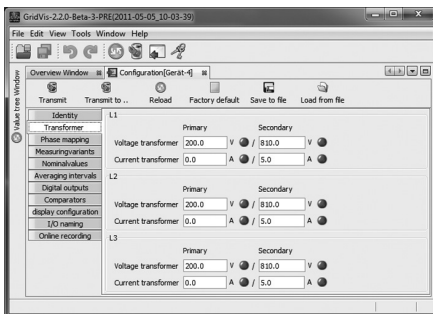 GridVis-2.2.0-Beta-3-PRE(2011-05-05_10-03-39)
File Edit View Tools Window Help
Value tree Window
Overview Window Configuration[Gerät-4]
Transmit Transmit to .. Reload Factory default Save to file Load from file
Identity
Transformer
Phase mapping
Measuringvariants
Nominalvalues
Averaging intervals
Digital outputs
Comparators
display configuration
I/O naming
Online recording
L1
Primary Secondary
Voltage transformer 200.0 V / 810.0 V
Current transformer 0.0 A / 5.0 A
L2
Primary Secondary
Voltage transformer 200.0 V / 810.0 V
Current transformer 0.0 A / 5.0 A
L3
Primary Secondary
Voltage transformer 200.0 V / 810.0 V
Current transformer 0.0 A / 5.0 A